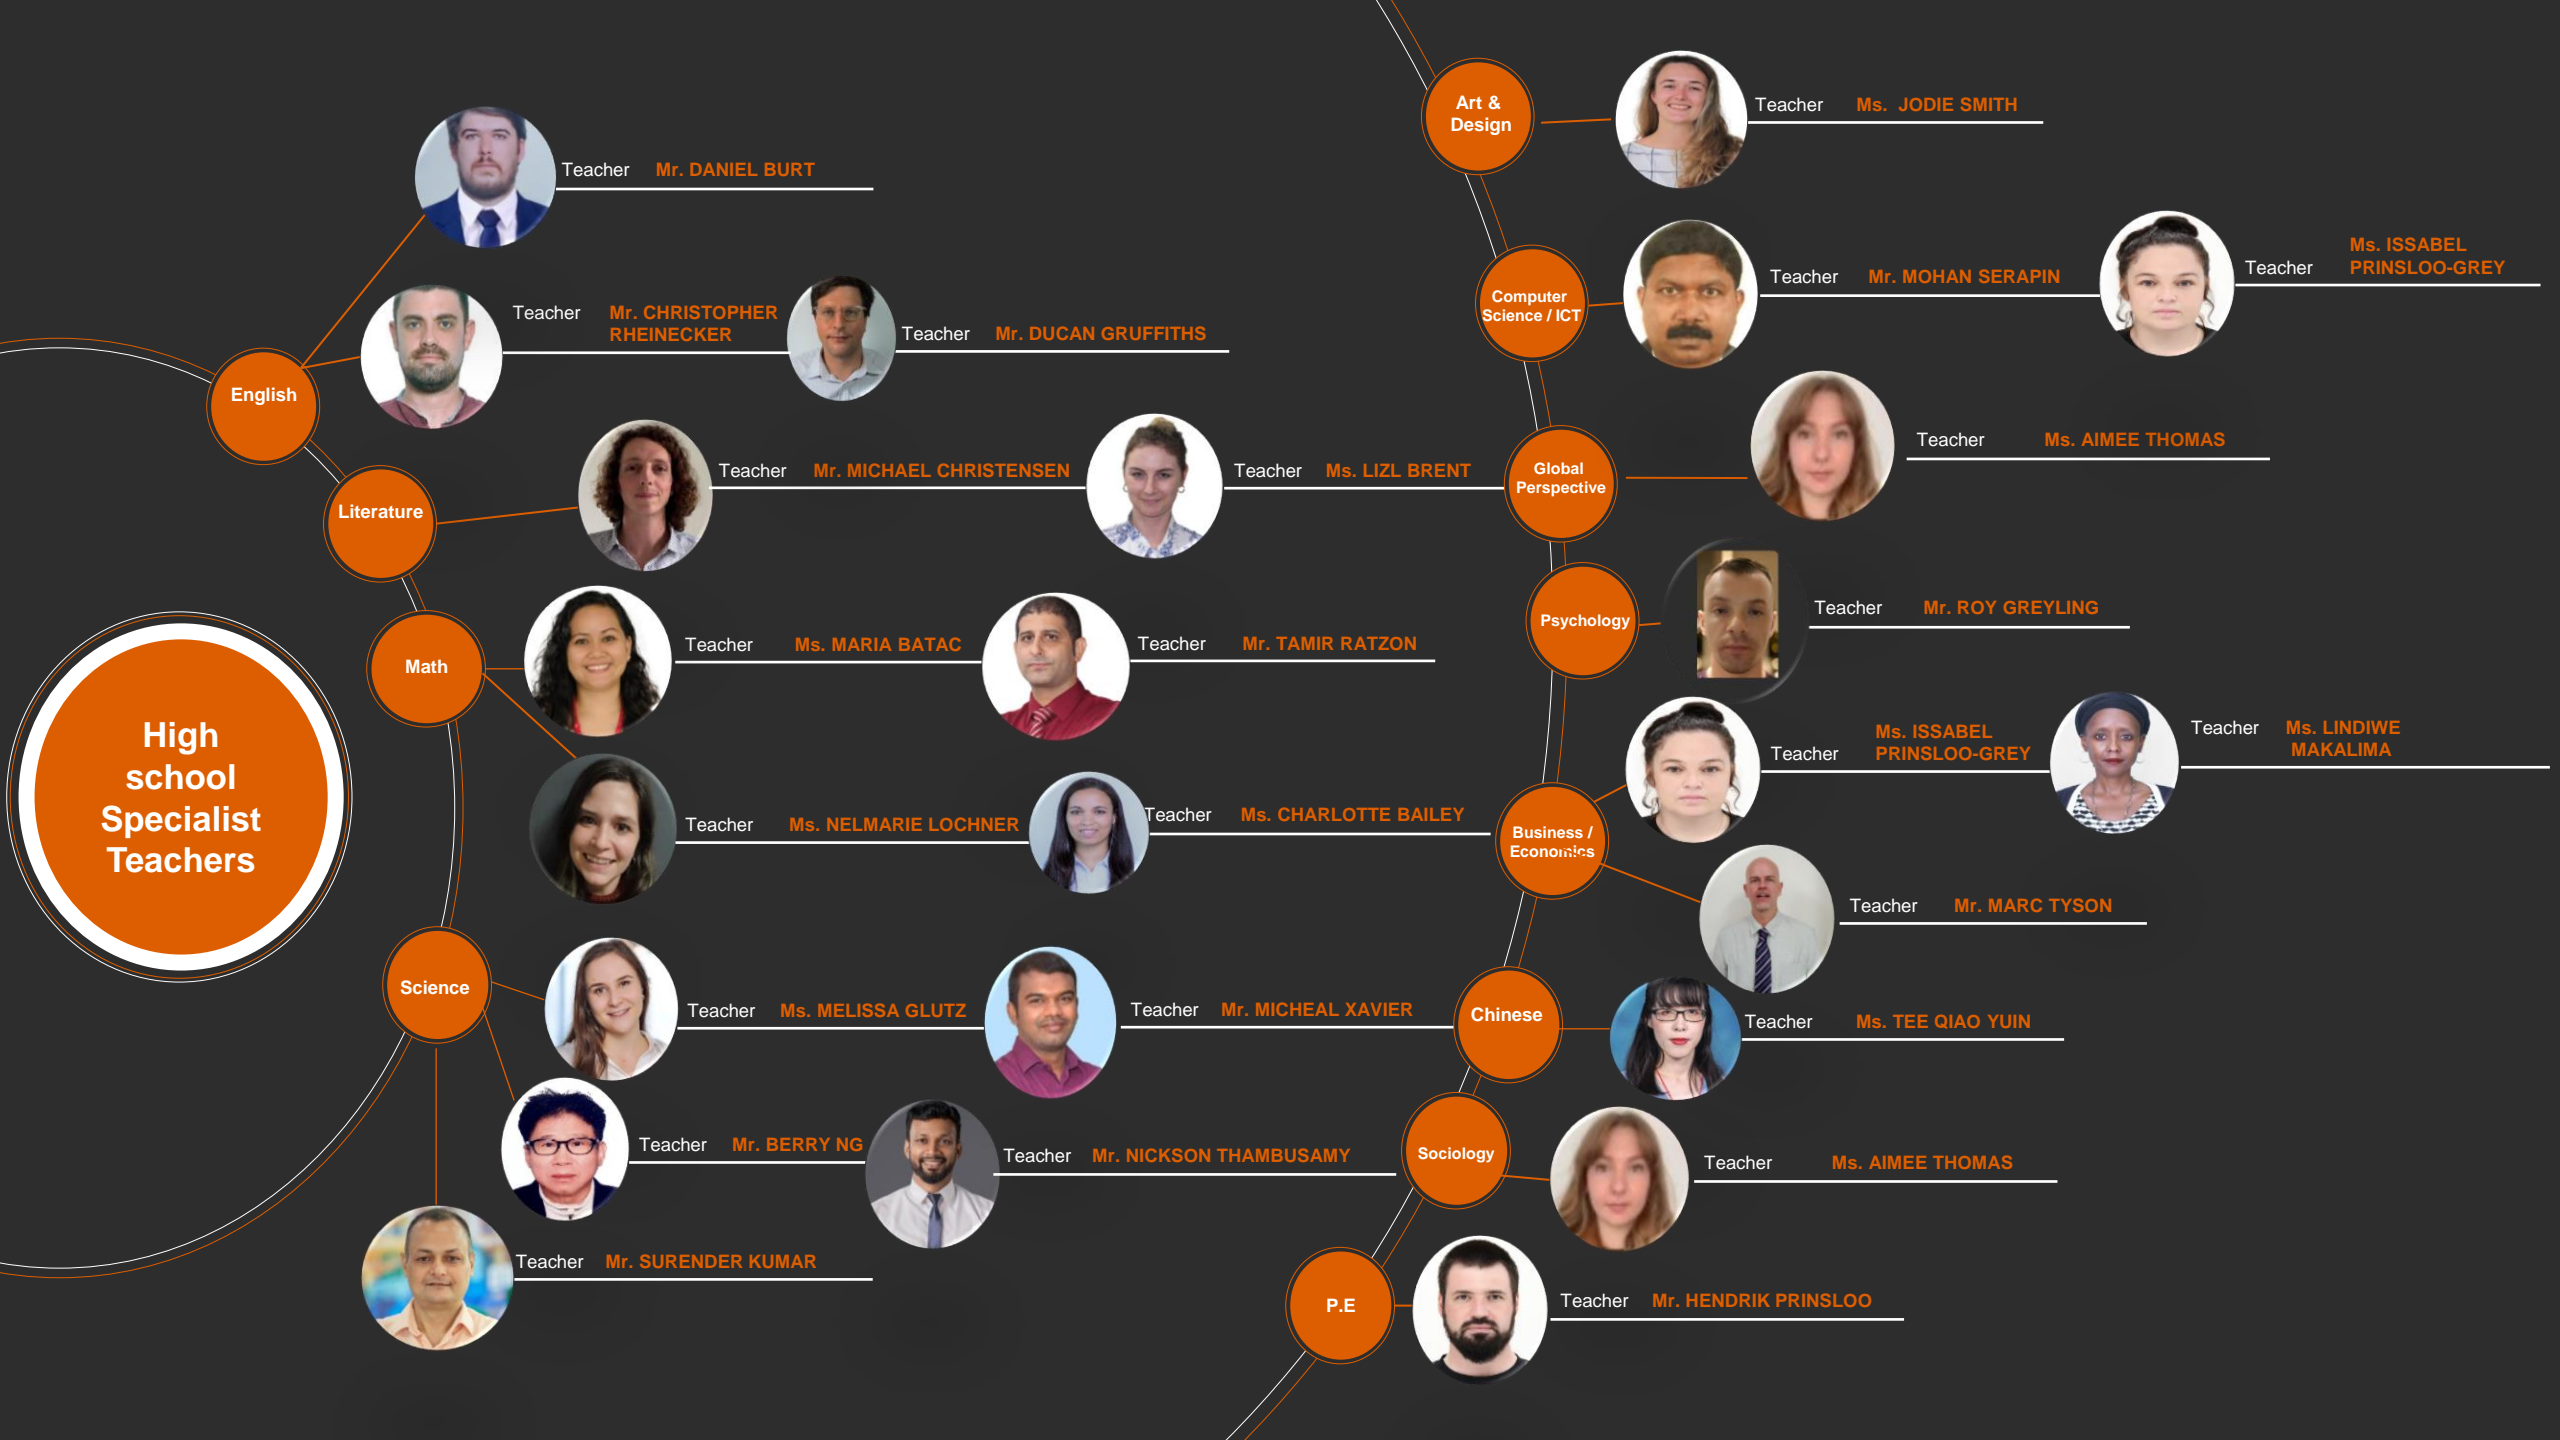 High
school
Specialist
Teachers
English
Teacher Mr. DANIEL BURT
Teacher Mr. CHRISTOPHER
RHEINECKER
Teacher Mr. DUCAN GRUFFITHS
Literature
Teacher Mr. MICHAEL CHRISTENSEN
Teacher Ms. LIZL BRENT
Math
Teacher Ms. MARIA BATAC
Teacher Mr. TAMIR RATZON
Teacher Ms. NELMARIE LOCHNER
Teacher Ms. CHARLOTTE BAILEY
Science
Teacher Ms. MELISSA GLUTZ
Teacher Mr. MICHEAL XAVIER
Teacher Mr. BERRY NG
Teacher Mr. NICKSON THAMBUSAMY
Teacher Mr. SURENDER KUMAR
Art &
Design
Teacher Ms. JODIE SMITH
Computer
Science / ICT
Teacher Mr. MOHAN SERAPIN
Teacher Ms. ISSABEL
PRINSLOO-GREY
Global
Perspective
Teacher Ms. AIMEE THOMAS
Psychology
Teacher Mr. ROY GREYLING
Business /
Economics
Teacher Ms. ISSABEL
PRINSLOO-GREY
Teacher Ms. LINDIWE
MAKALIMA
Teacher Mr. MARC TYSON
Chinese
Teacher Ms. TEE QIAO YUIN
Sociology
Teacher Ms. AIMEE THOMAS
P.E
Teacher Mr. HENDRIK PRINSLOO